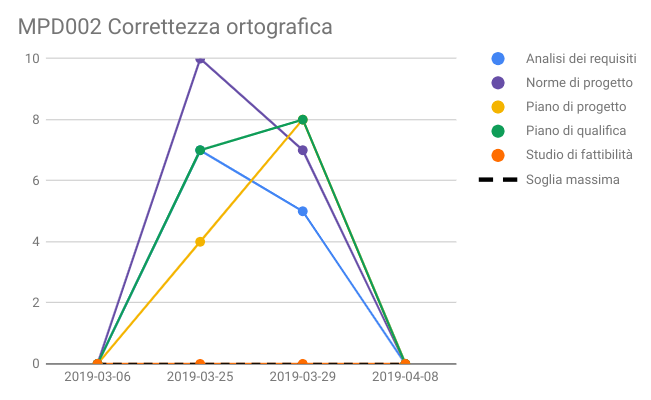 MPD002 Correttezza ortografica
10
8
6
4
2
0
2019-03-06 2019-03-25 2019-03-29 2019-04-08
Analisi dei requisiti
Norme di progetto
Piano di progetto
Piano di qualifica
Studio di fattibilità
Soglia massima